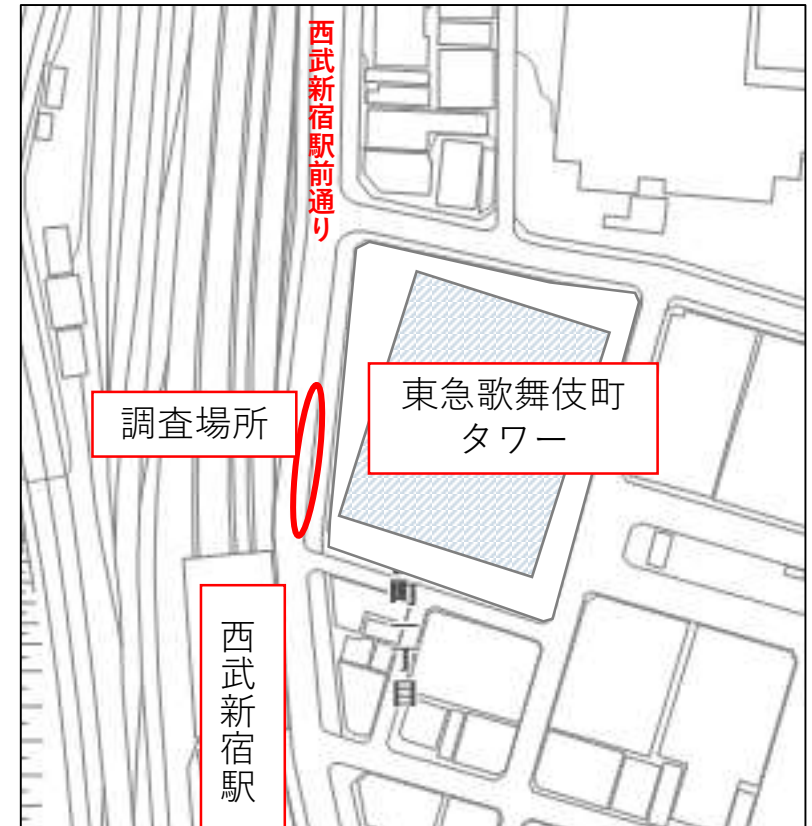 西武新宿駅前通り
調査場所
東急歌舞伎町
タワー
町一丁目
西武新宿駅